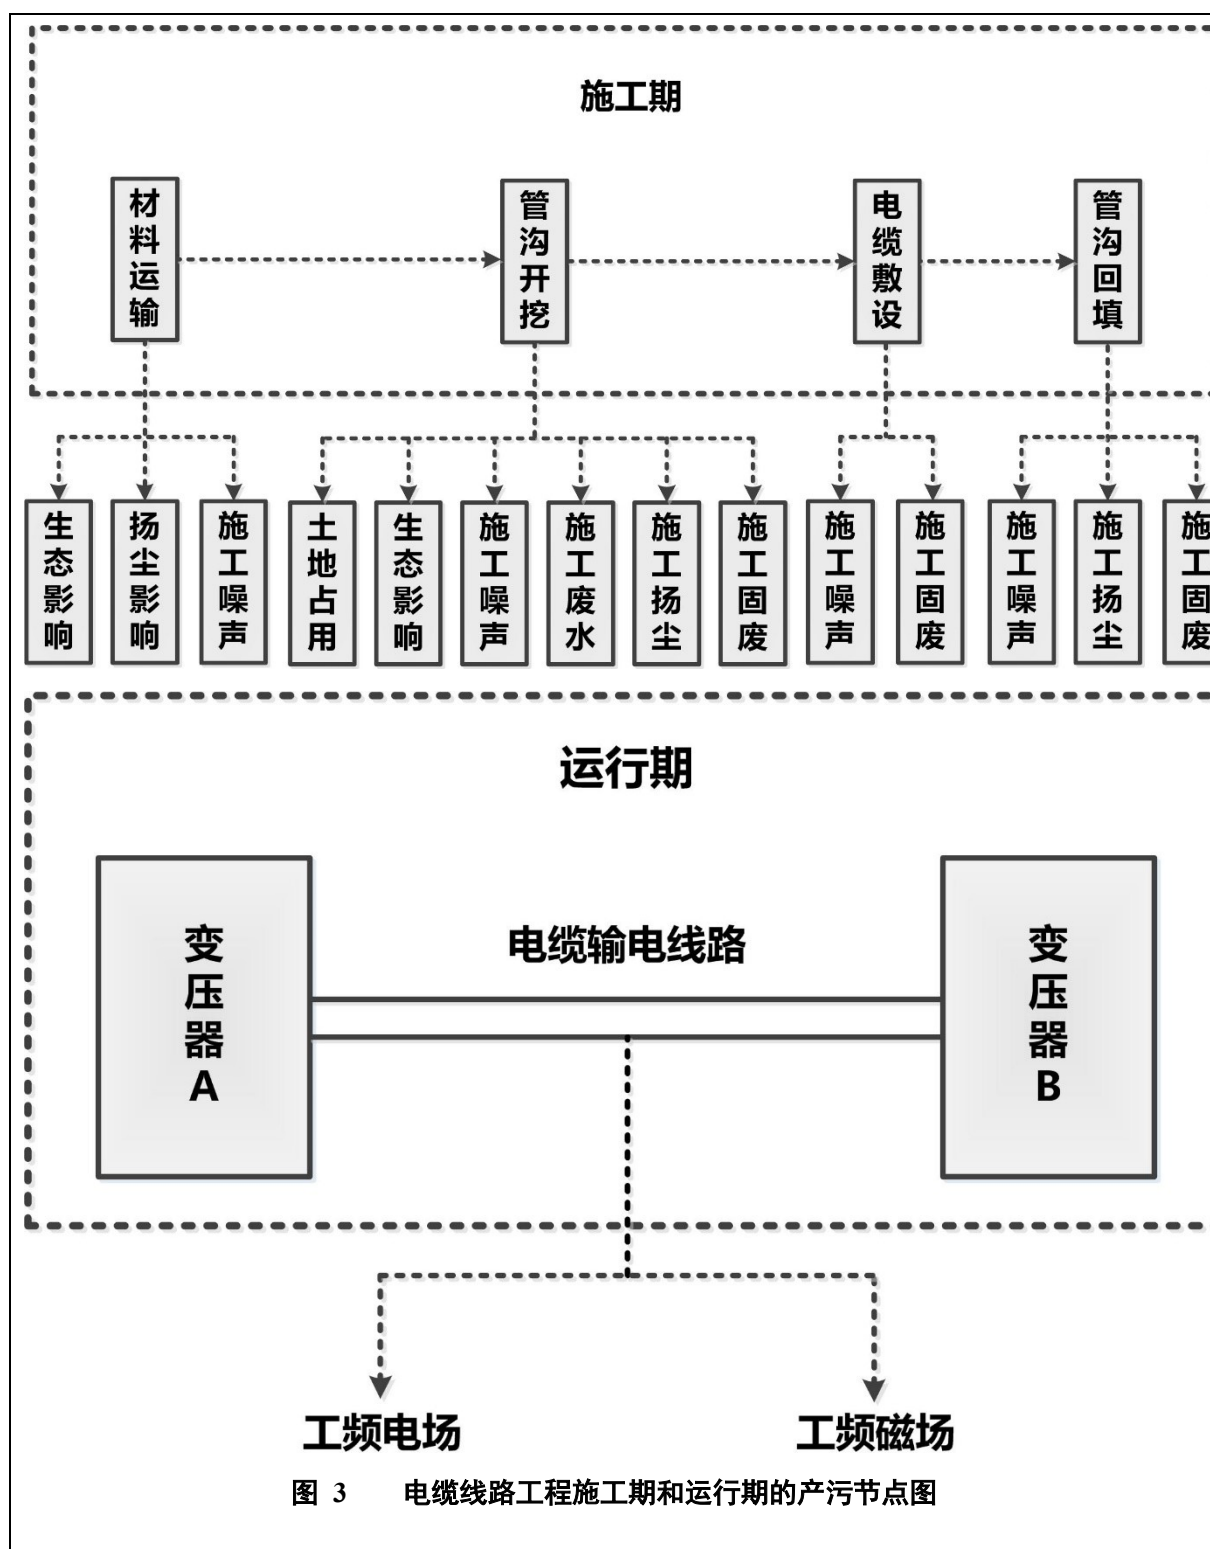 施工期
材料运输
管沟开挖
电缆敷设
管沟回填
生态影响
扬尘影响
施工噪声
土地占用
生态影响
施工噪声
施工废水
施工扬尘
施工固废
施工噪声
施工固废
施工噪声
施工扬尘
施工固废
运行期
变压器A
电缆输电线路
变压器B
工频电场
工频磁场
图 3 电缆线路工程施工期和运行期的产污节点图